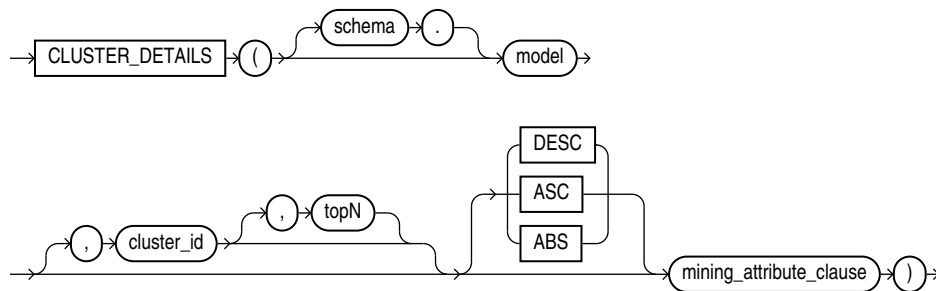 schema .
CLUSTER_DETAILS ( model
DESC
, topN ASC
, cluster_id ABS
mining_attribute_clause )